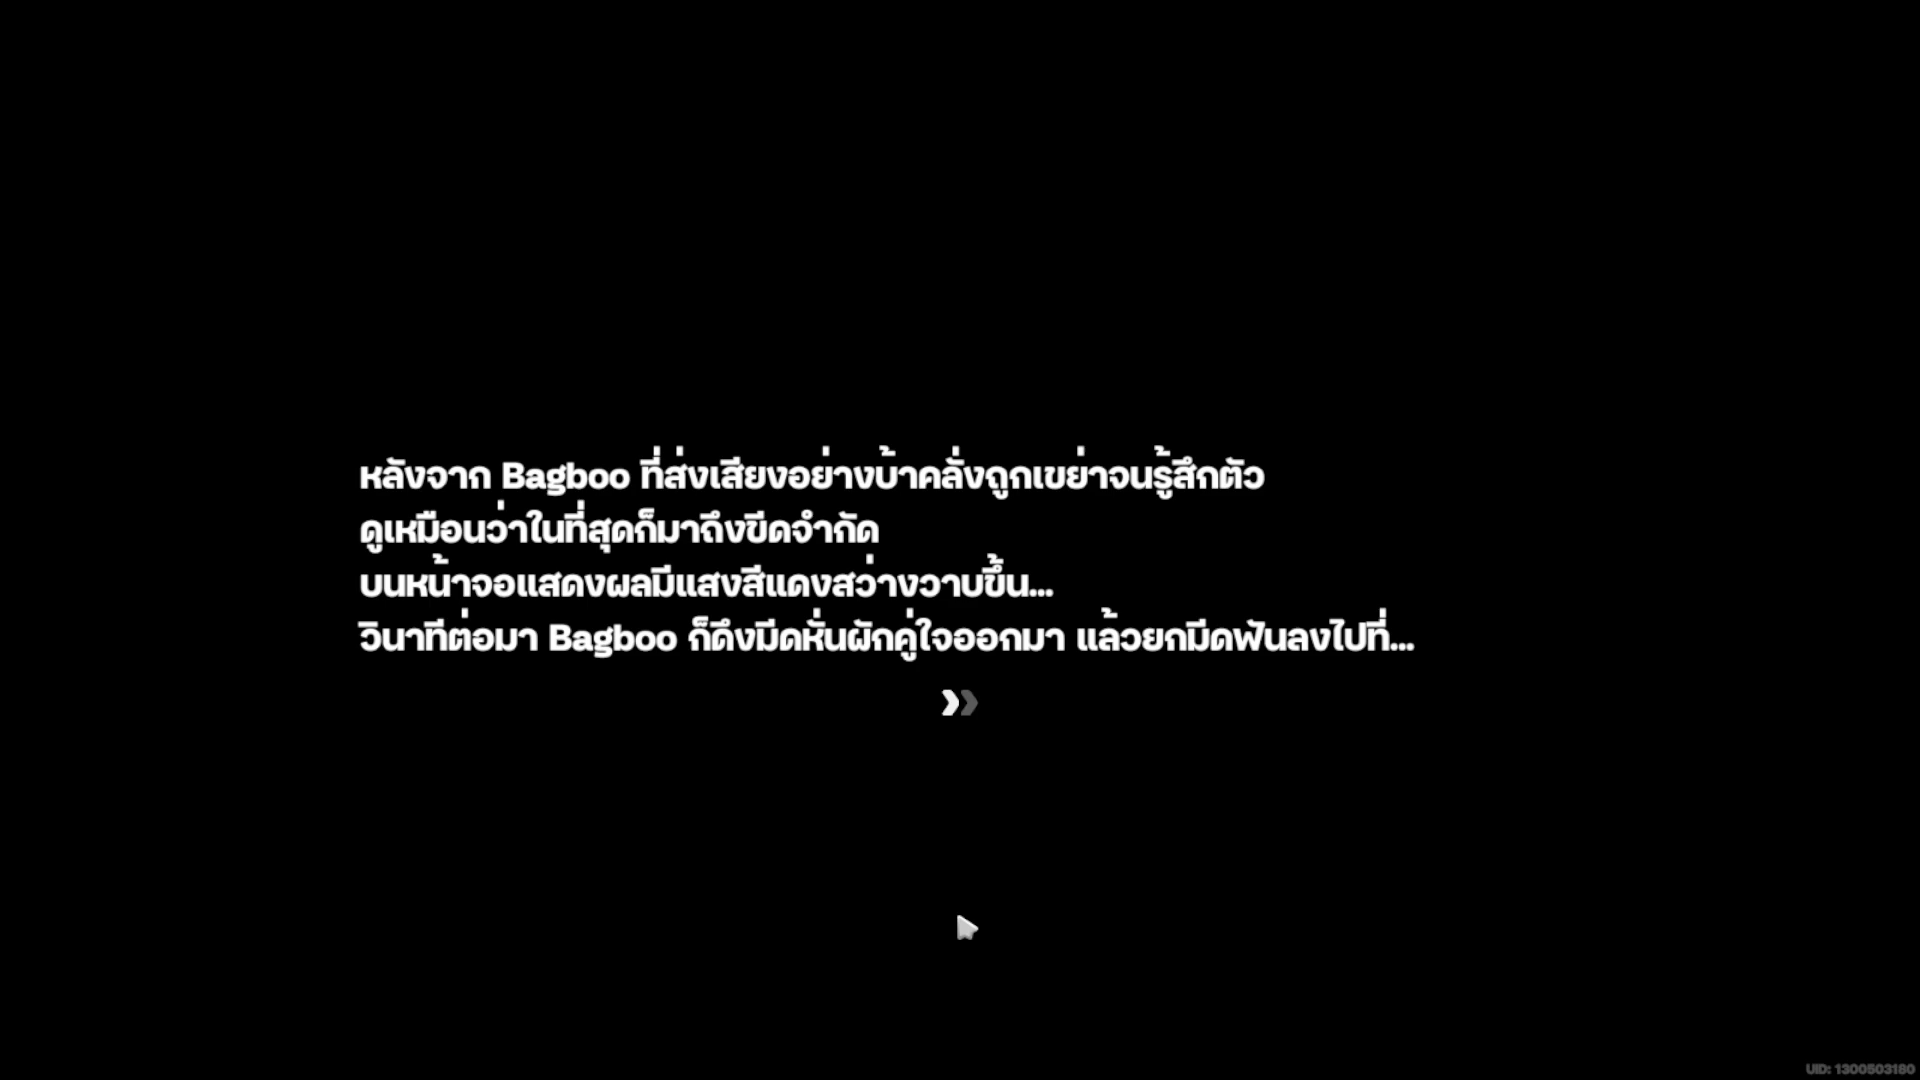 หลังจาก Bagboo ที่ส่งเสียงอย่างบ้าคลั่งถูกเขย่าจนรู้สึกตัว
ดูเหมือนว่าในที่สุดก็มาถึงขีดจำกัด
บนหน้าจอแสดงผลมีแสงสีแดงสว่างวาบขึ้น...
วินาทีต่อมา Bagboo ก็ดึงมีดหั่นผักคู่ใจออกมา แล้วยกมีดฟันลงไปที่...
UID: 1300503180